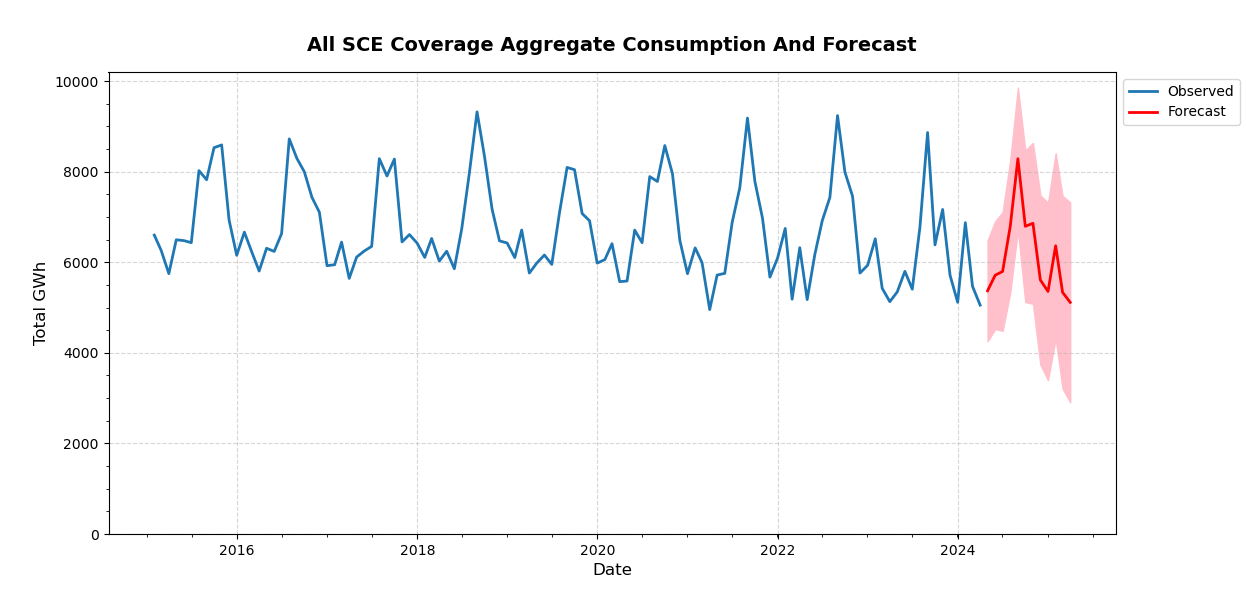 All SCE Coverage Aggregate Consumption And Forecast
Observed
Forecast
Total GWh
10000
8000
6000
4000
2000
0
2016
2018
2020
2022
2024
Date